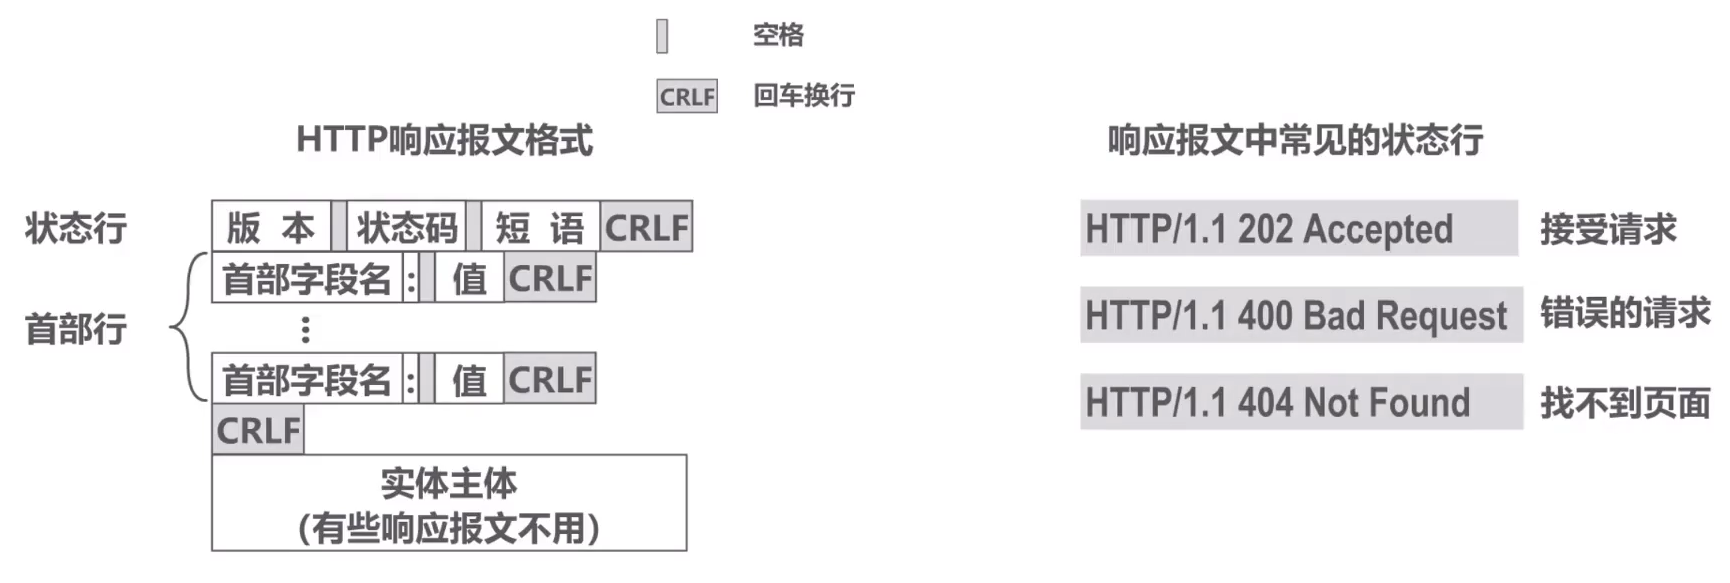 空格
CRLF 回车换行
HTTP响应报文格式
状态行 版 本 状态码 短 语 CRLF
首部字段名 : 值 CRLF
首部行
⋮
首部字段名 : 值 CRLF
CRLF
实体主体
(有些响应报文不用)
响应报文中常见的状态行
HTTP/1.1 202 Accepted 接受请求
HTTP/1.1 400 Bad Request 错误的请求
HTTP/1.1 404 Not Found 找不到页面